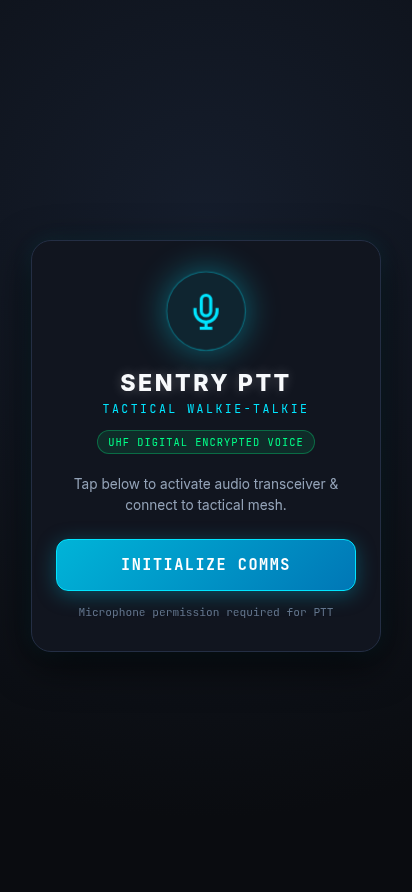 SENTRY PTT
TACTICAL WALKIE-TALKIE
UHF DIGITAL ENCRYPTED VOICE
Tap below to activate audio transceiver &
connect to tactical mesh.
INITIALIZE COMMS
Microphone permission required for PTT